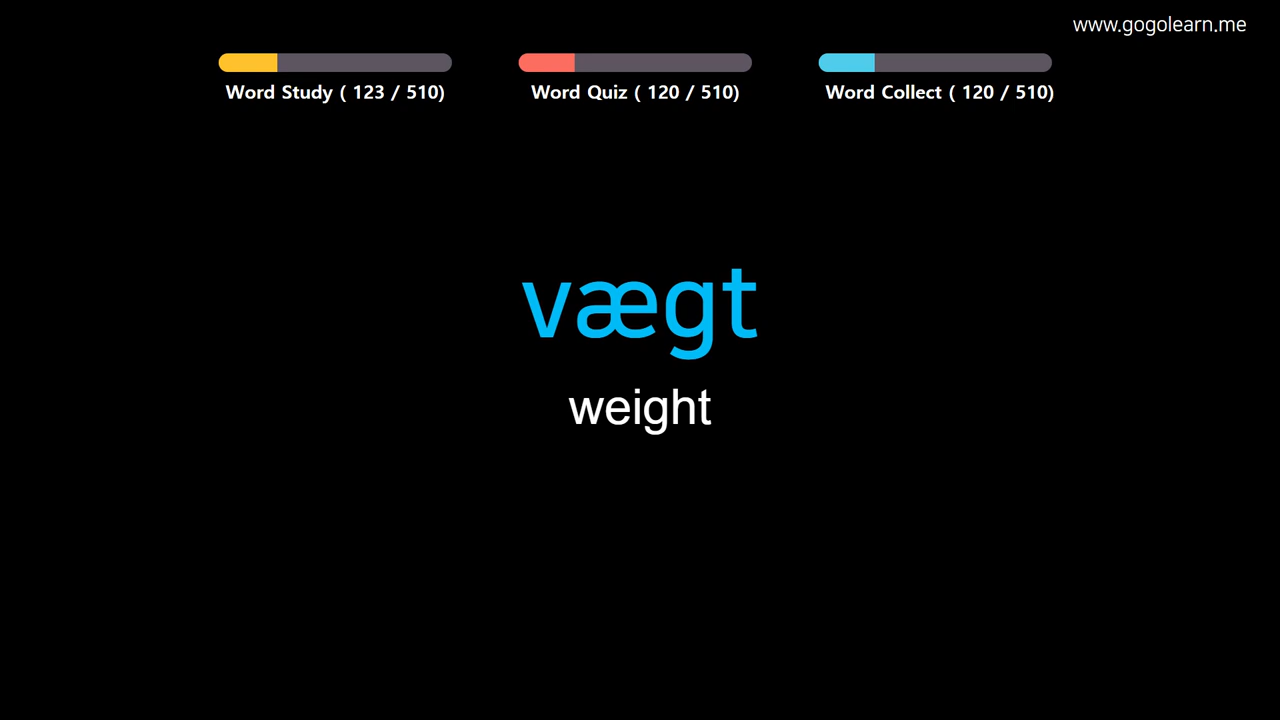 www.gogolearn.me
Word Study ( 123 / 510)
Word Quiz ( 120 / 510)
Word Collect ( 120 / 510)
vægt
weight